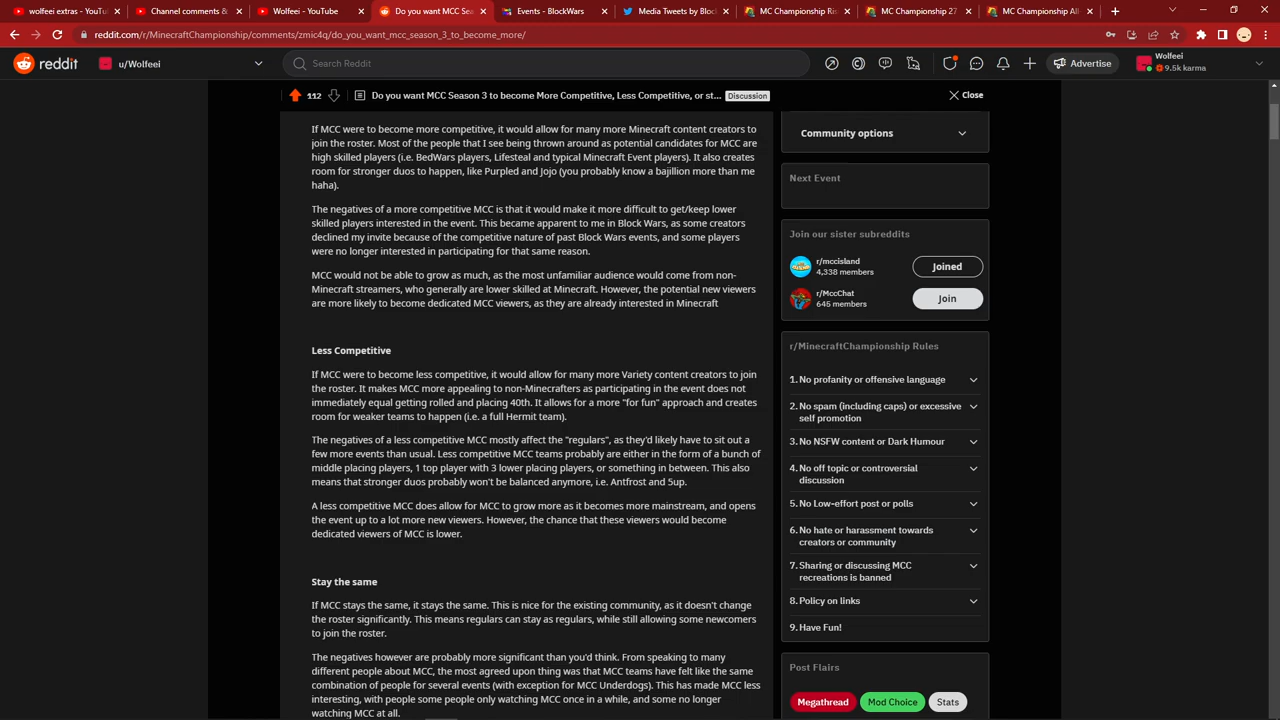 wolfeei extras - YouTu
Channel comments &
Wolfeei - YouTube
Do you want MCC Sea
Events - BlockWars
Media Tweets by Bloc
MC Championship Ris
MC Championship 27
MC Championship All
reddit.com/r/MinecraftChampionship/comments/zmic4q/do_you_want_mcc_season_3_to_become_more/
reddit
u/Wolfeei
Search Reddit
Advertise
Wolfeei
9.5k karma
112
Do you want MCC Season 3 to become More Competitive, Less Competitive, or st...
Discussion
Close
If MCC were to become more competitive, it would allow for many more Minecraft content creators to
join the roster. Most of the people that I see being thrown around as potential candidates for MCC are
high skilled players (i.e. BedWars players, Lifesteal and typical Minecraft Event players). It also creates
room for stronger duos to happen, like Purpled and Jojo (you probably know a bajillion more than me
haha).
The negatives of a more competitive MCC is that it would make it more difficult to get/keep lower
skilled players interested in the event. This became apparent to me in Block Wars, as some creators
declined my invite because of the competitive nature of past Block Wars events, and some players
were no longer interested in participating for that same reason.
MCC would not be able to grow as much, as the most unfamiliar audience would come from non-
Minecraft streamers, who generally are lower skilled at Minecraft. However, the potential new viewers
are more likely to become dedicated MCC viewers, as they are already interested in Minecraft
Less Competitive
If MCC were to become less competitive, it would allow for many more Variety content creators to join
the roster. It makes MCC more appealing to non-Minecrafters as participating in the event does not
immediately equal getting rolled and placing 40th. It allows for a more "for fun" approach and creates
room for weaker teams to happen (i.e. a full Hermit team).
The negatives of a less competitive MCC mostly affect the "regulars", as they'd likely have to sit out a
few more events than usual. Less competitive MCC teams probably are either in the form of a bunch of
middle placing players, 1 top player with 3 lower placing players, or something in between. This also
means that stronger duos probably won't be balanced anymore, i.e. Antfrost and 5up.
A less competitive MCC does allow for MCC to grow more as it becomes more mainstream, and opens
the event up to a lot more new viewers. However, the chance that these viewers would become
dedicated viewers of MCC is lower.
Stay the same
If MCC stays the same, it stays the same. This is nice for the existing community, as it doesn't change
the roster significantly. This means regulars can stay as regulars, while still allowing some newcomers
to join the roster.
The negatives however are probably more significant than you'd think. From speaking to many
different people about MCC, the most agreed upon thing was that MCC teams have felt like the same
combination of people for several events (with exception for MCC Underdogs). This has made MCC less
interesting, with people some people only watching MCC once in a while, and some no longer
watching MCC at all.
Community options
Next Event
Join our sister subreddits
r/mccisland
4,338 members
Joined
r/MccChat
645 members
Join
r/MinecraftChampionship Rules
1. No profanity or offensive language
2. No spam (including caps) or excessive
self promotion
3. No NSFW content or Dark Humour
4. No off topic or controversial
discussion
5. No Low-effort post or polls
6. No hate or harassment towards
creators or community
7. Sharing or discussing MCC
recreations is banned
8. Policy on links
9. Have Fun!
Post Flairs
Megathread
Mod Choice
Stats